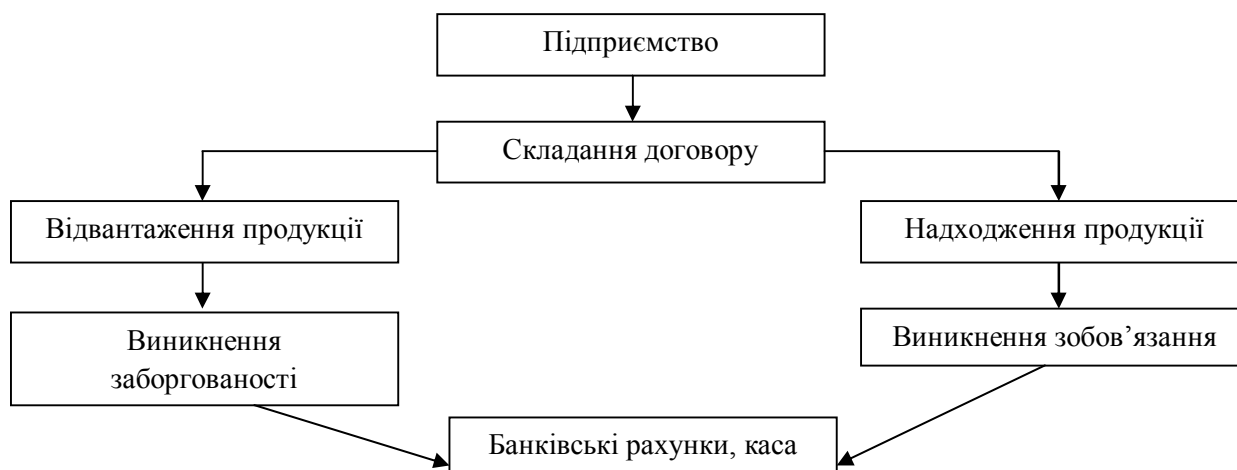 Підприємство
Складання договору
Відвантаження продукції
Надходження продукції
Виникнення
заборгованості
Виникнення зобов’язання
Банківські рахунки, каса